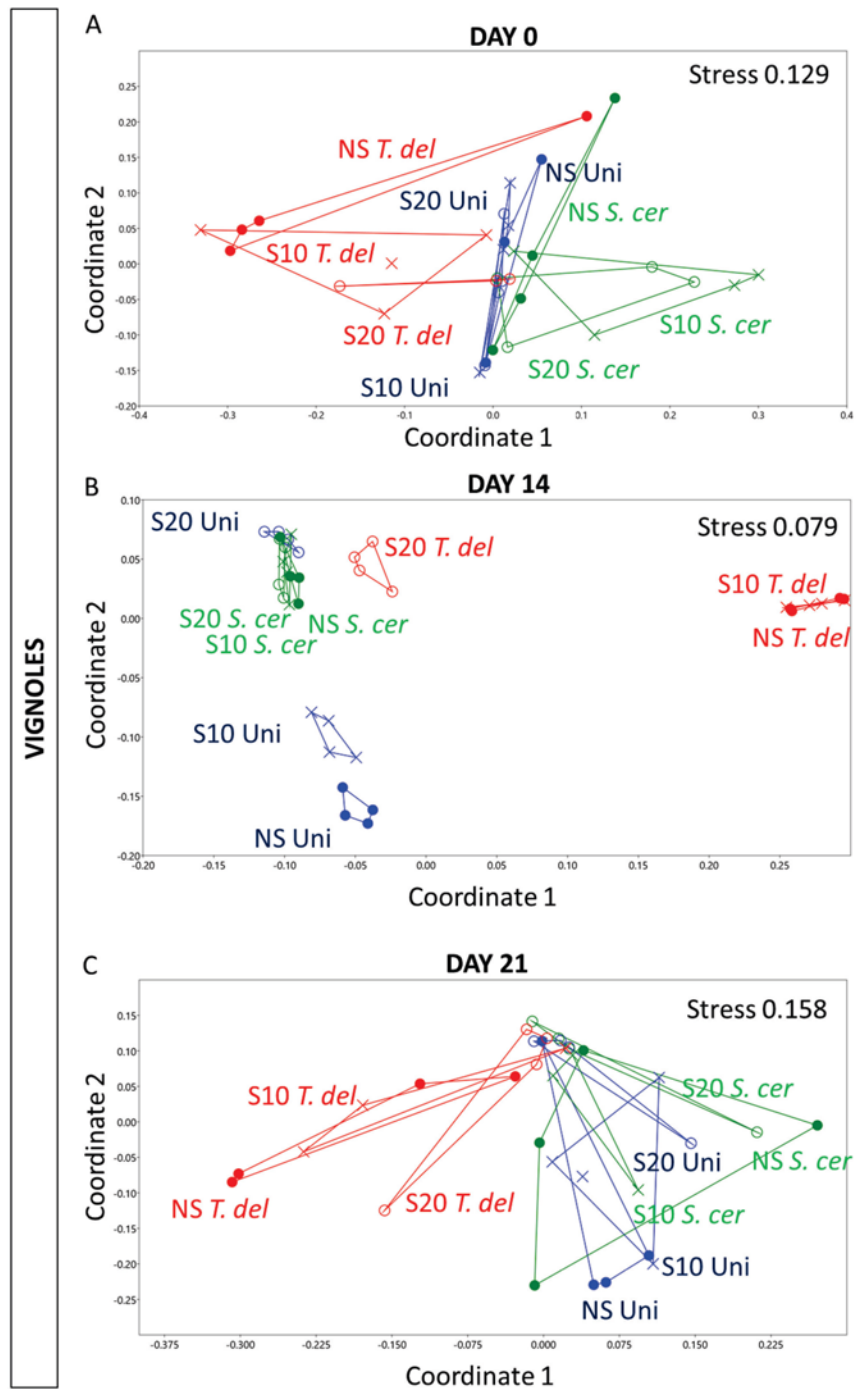 VIGNOLES
A
DAY 0
Stress 0.129
NS T. del
NS Uni
S20 Uni
NS S. cer
S10 T. del
S10 S. cer
S20 T. del
S20 S. cer
S10 Uni
Coordinate 2
0.25
0.20
0.15
0.10
0.05
0.00
-0.05
-0.10
-0.15
-0.20
-0.4
-0.3
-0.2
-0.1
0.0
0.1
0.2
0.3
0.4
Coordinate 1
B
DAY 14
Stress 0.079
S20 Uni
S20 T. del
S10 T. del
NS T. del
S20 S. cer
NS S. cer
S10 S. cer
S10 Uni
NS Uni
Coordinate 2
0.10
0.05
0.00
-0.05
-0.10
-0.15
-0.20
-0.20
-0.15
-0.10
-0.05
0.00
0.05
0.10
0.15
0.20
0.25
Coordinate 1
C
DAY 21
Stress 0.158
S10 T. del
S20 S. cer
S20 Uni
NS S. cer
NS T. del
S20 T. del
S10 S. cer
S10 Uni
NS Uni
Coordinate 2
0.15
0.10
0.05
0.00
-0.05
-0.10
-0.15
-0.20
-0.25
-0.375
-0.300
-0.225
-0.150
-0.075
0.000
0.075
0.150
0.225
Coordinate 1